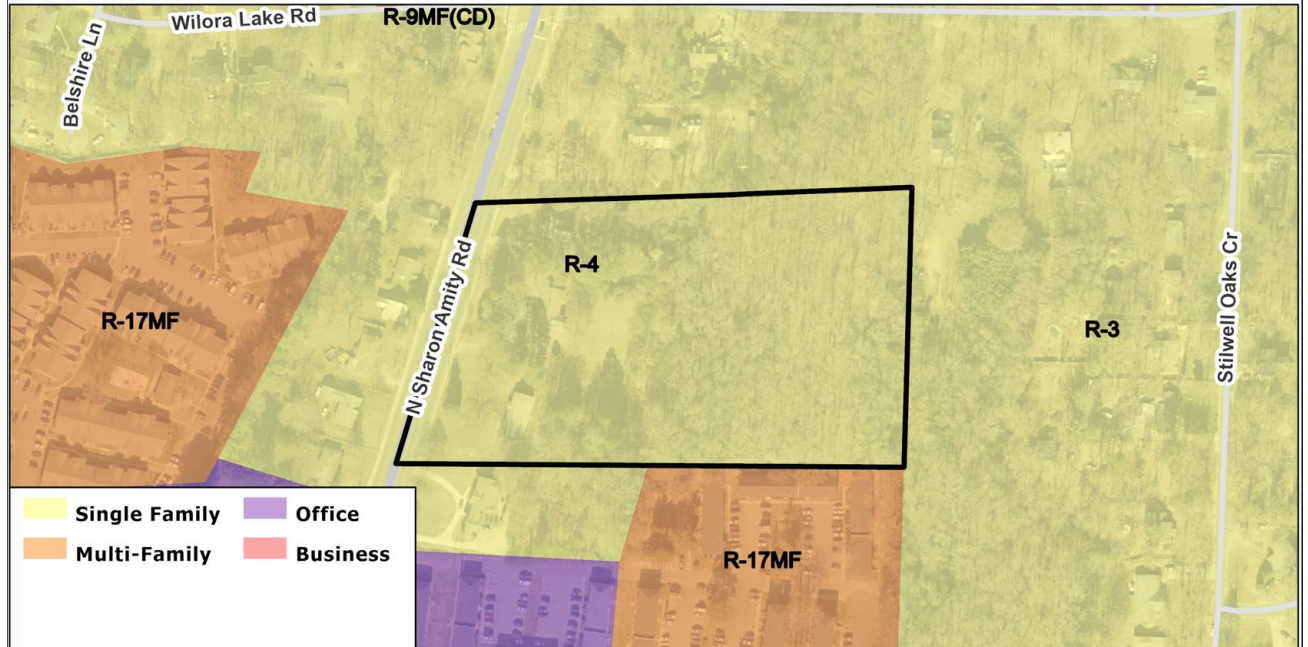 Wilora Lake Rd
R-9MF(CD)
Belshire Ln
R-4
N Sharon Amity Rd
R-17MF
R-3
Stilwell Oaks Cr
Single Family
Office
Multi-Family
Business
R-17MF